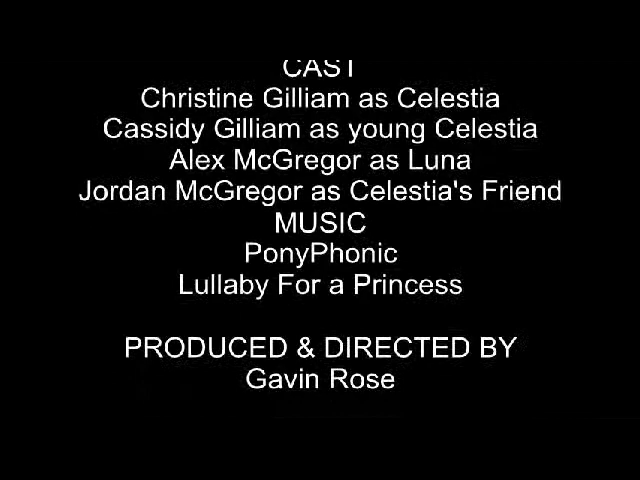 CAST
Christine Gilliam as Celestia
Cassidy Gilliam as young Celestia
Alex McGregor as Luna
Jordan McGregor as Celestia's Friend
MUSIC
PonyPhonic
Lullaby For a Princess
PRODUCED & DIRECTED BY
Gavin Rose